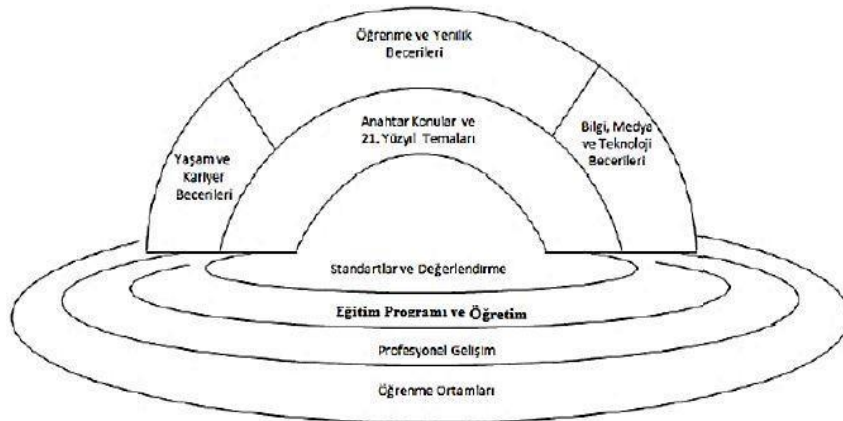 Öğrenme ve Yenilik
Becerileri
Anahtar Konular ve
21. Yüzyıl Temaları
Bilgi, Medya
ve Teknoloji
Becerileri
Yaşam ve
Kariyer
Becerileri
Standartlar ve Değerlendirme
Eğitim Programı ve Öğretim
Profesyonel Gelişim
Öğrenme Ortamları